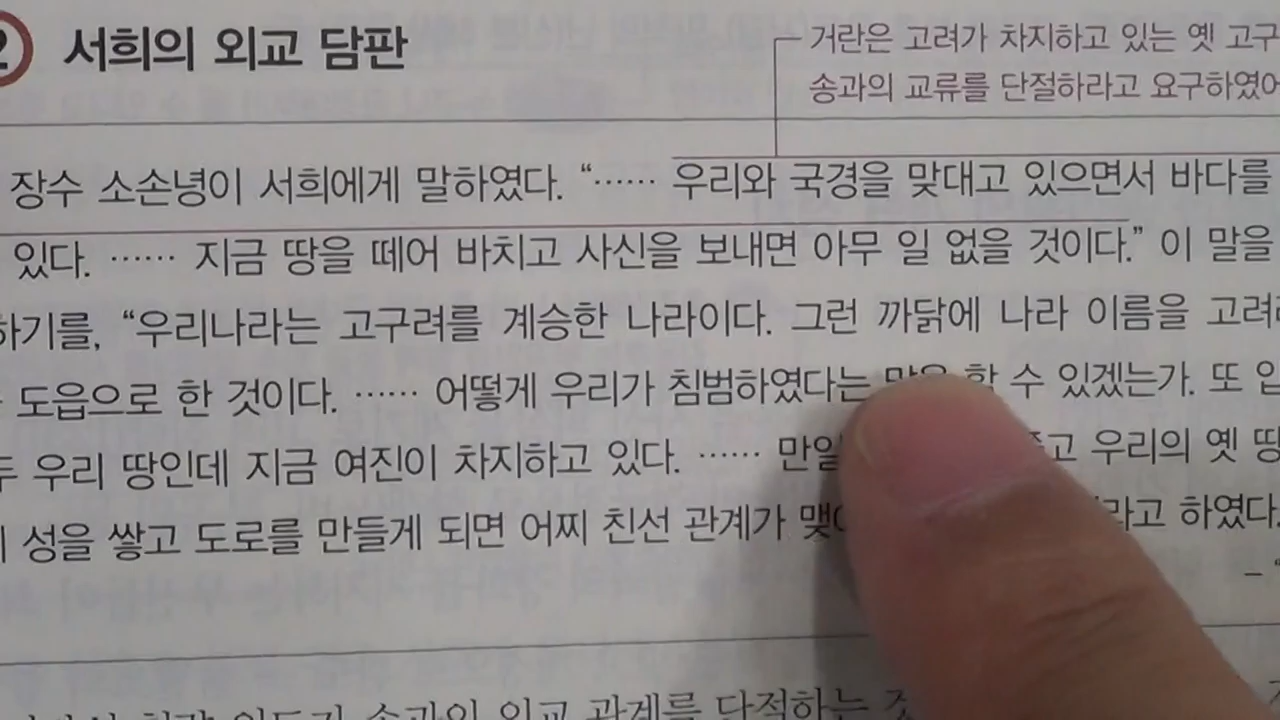 서희의 외교 담판
거란은 고려가 차지하고 있는 옛 고구
송과의 교류를 단절하라고 요구하였어
장수 소손녕이 서희에게 말하였다. “…… 우리와 국경을 맞대고 있으면서 바다를
있다. …… 지금 땅을 떼어 바치고 사신을 보내면 아무 일 없을 것이다.” 이 말을
하기를, “우리나라는 고구려를 계승한 나라이다. 그런 까닭에 나라 이름을 고려
도읍으로 한 것이다. …… 어떻게 우리가 침범하였다는 할 수 있겠는가. 또
우리 땅인데 지금 여진이 차지하고 있다. …… 만일 우리의 옛 땅
성을 쌓고 도로를 만들게 되면 어찌 친선 관계가 라고 하였다.
외교 관계를 단절하는